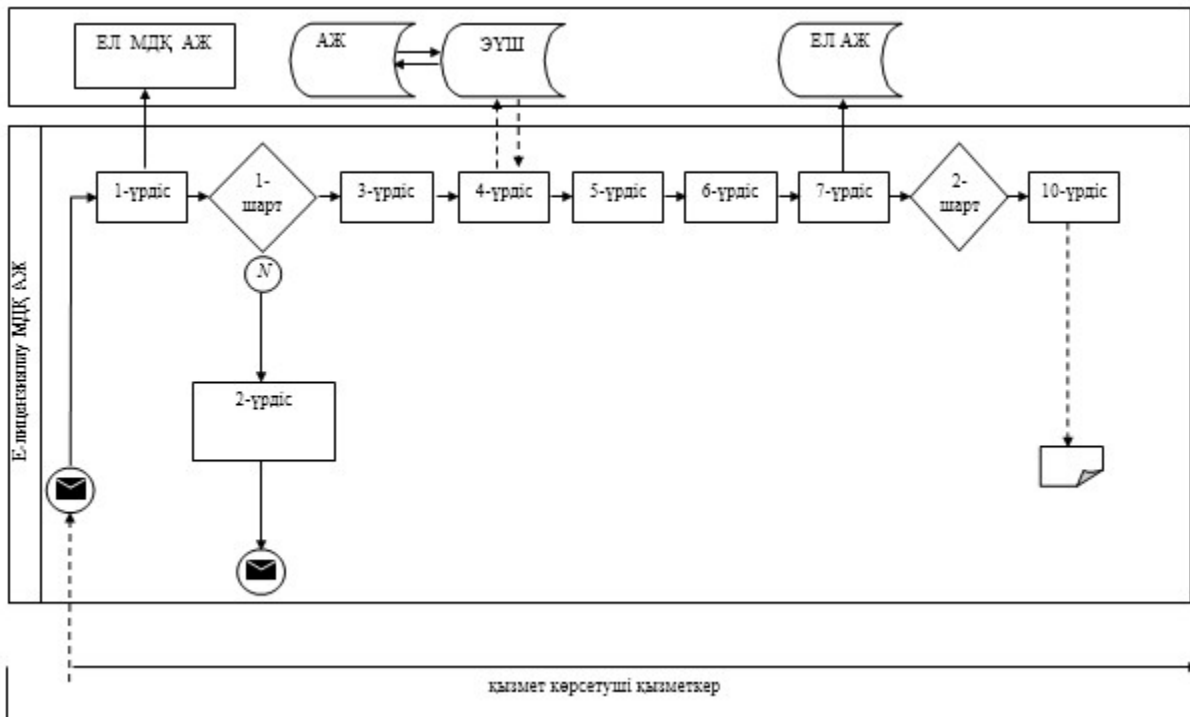 ЕЛ МДҚ АЖ
АЖ
ЭҮШ
ЕЛ АЖ
1-үрдіс
1-
шарт
3-үрдіс
4-үрдіс
5-үрдіс
6-үрдіс
7-үрдіс
2-
шарт
10-үрдіс
N
2-үрдіс
Е-лицензиялау МДҚ АЖ
қызмет көрсетуші қызметкер